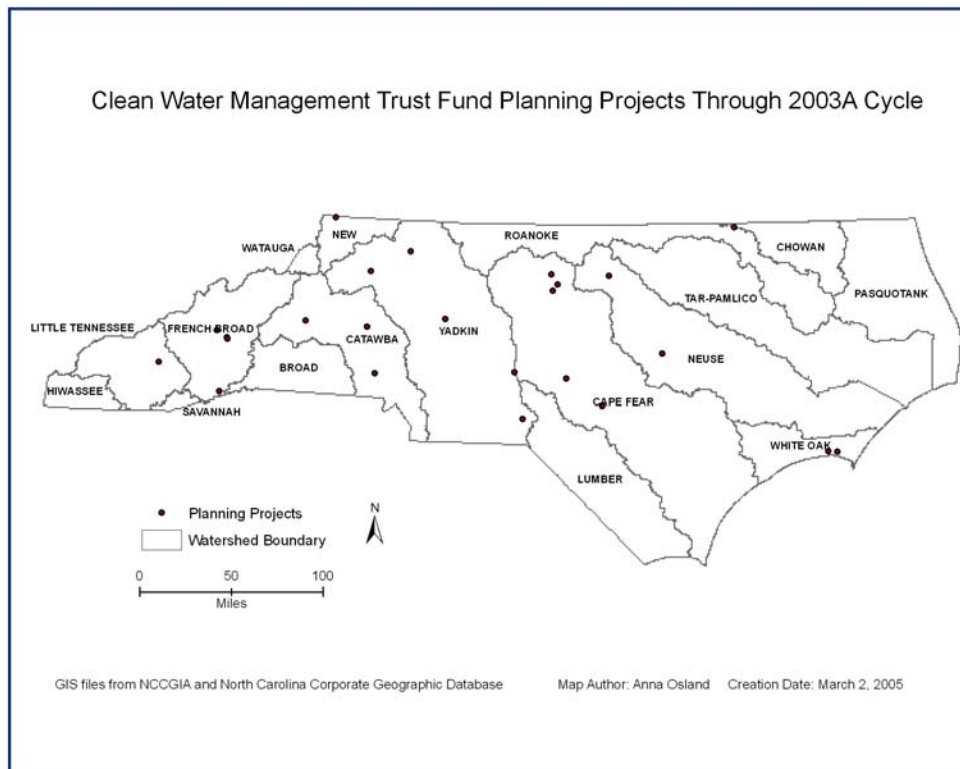 Clean Water Management Trust Fund Planning Projects Through 2003A Cycle
NEW
WATAUGA
ROANOKE
CHOWAN
PASQUOTANK
TAR-PAMLICO
LITTLE TENNESSEE
FRENCH BROAD
CATAWBA
YADKIN
NEUSE
BROAD
HIWASSEE
SAVANNAH
CAPE FEAR
WHITE OAK
LUMBER
Planning Projects
Watershed Boundary
N
0 50 100
Miles
GIS files from NCCGIA and North Carolina Corporate Geographic Database Map Author: Anna Osland Creation Date: March 2, 2005